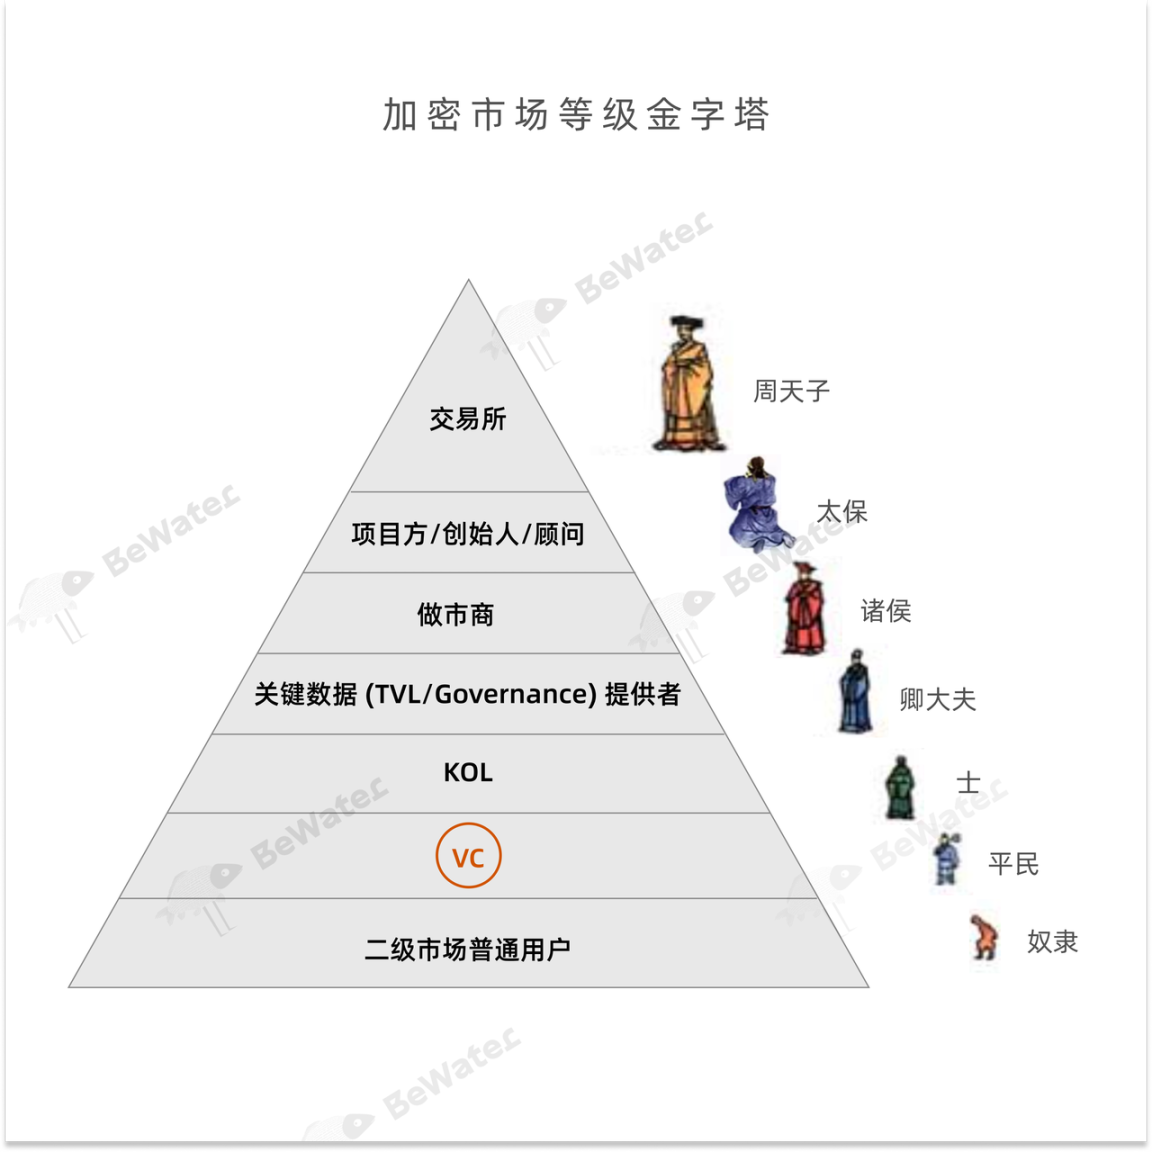 加密市场等级金字塔
BeWater
周天子
交易所
BeWater
太保
项目方/创始人/顾问
BeWater
诸侯
做市商
卿大夫
关键数据 (TVL/Governance) 提供者
士
KOL
BeWater
BeWater
平民
VC
奴隶
二级市场普通用户
BeWater